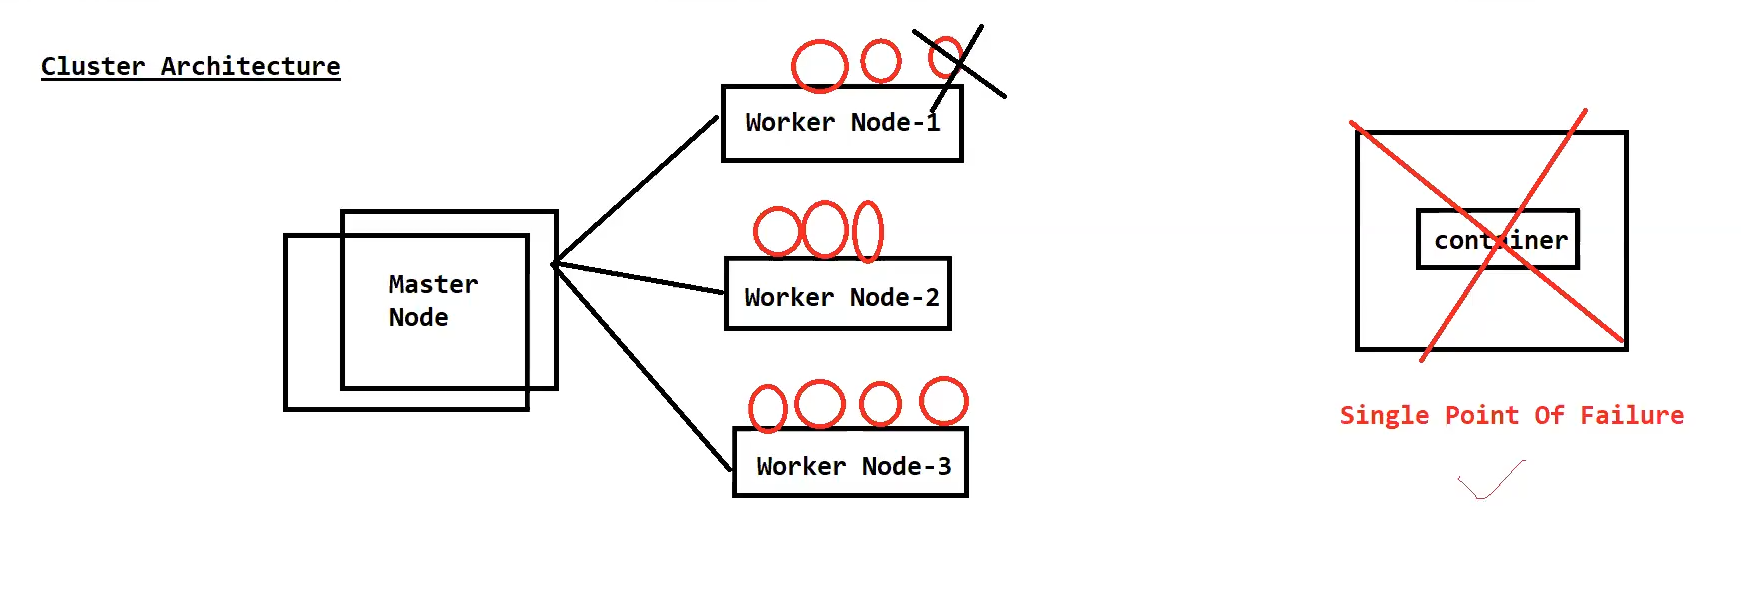 Cluster Architecture
Worker Node-1
Master
Node
Worker Node-2
Worker Node-3
container
Single Point Of Failure